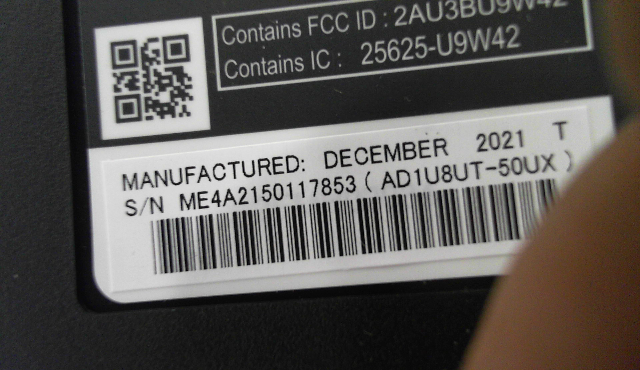 Contains FCC ID : 2AU3BU9W42
Contains IC : 25625-U9W42
MANUFACTURED: DECEMBER 2021 T
S/N ME4A2150117853 ( AD1U8UT-50UX )